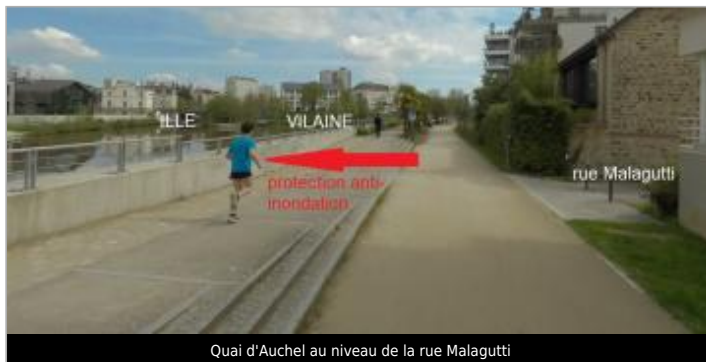 ILLE
VILAINE
protection anti-
inondation
rue Malagutti
Quai d'Auchel au niveau de la rue Malagutti